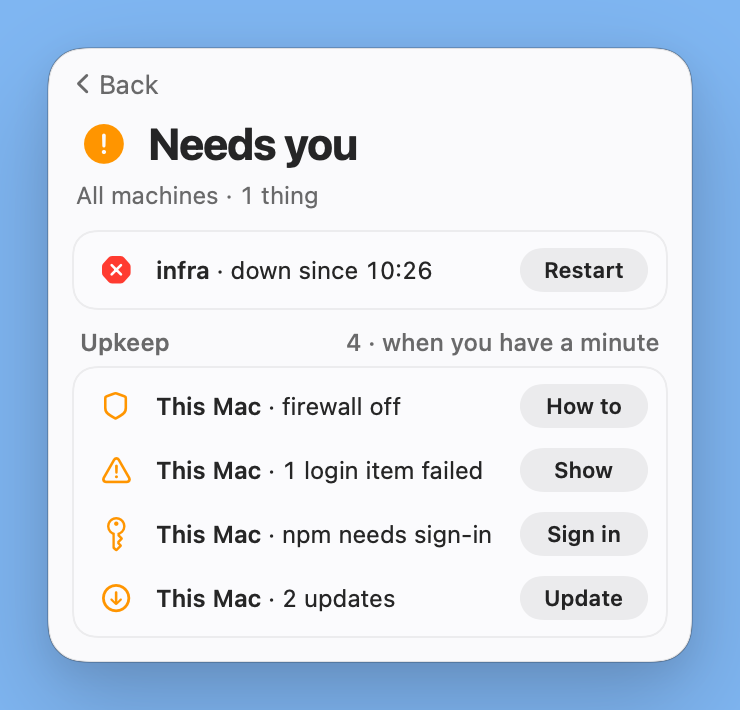 Back
Needs you
All machines · 1 thing
infra · down since 10:26 Restart
Upkeep 4 · when you have a minute
This Mac · firewall off How to
This Mac · 1 login item failed Show
This Mac · npm needs sign-in Sign in
This Mac · 2 updates Update